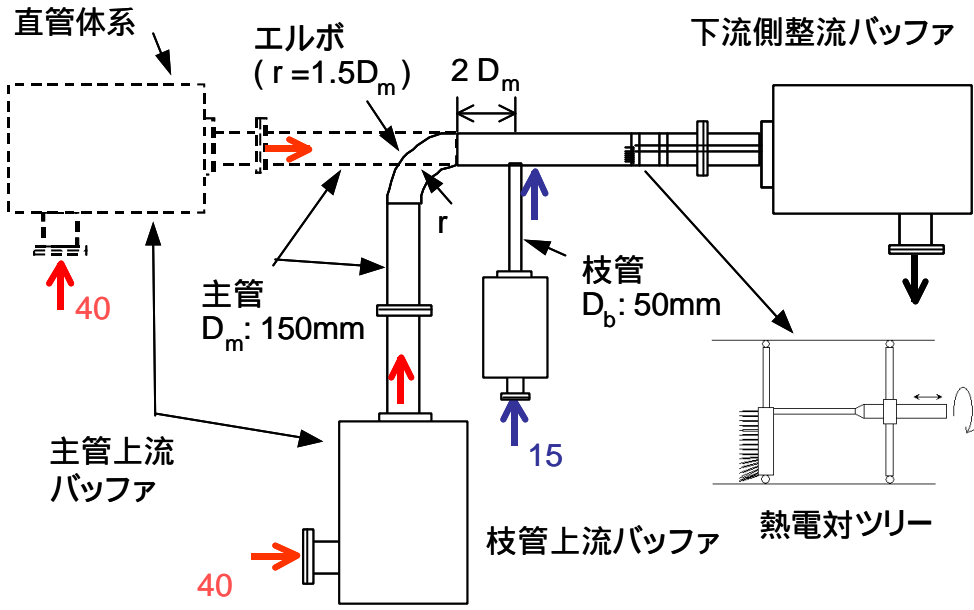 直管体系
エルボ
( r =1.5Dm )
2 Dm
下流側整流バッファ
r
40
主管
Dm: 150mm
枝管
Db: 50mm
15
主管上流
バッファ
枝管上流バッファ
40
熱電対ツリー